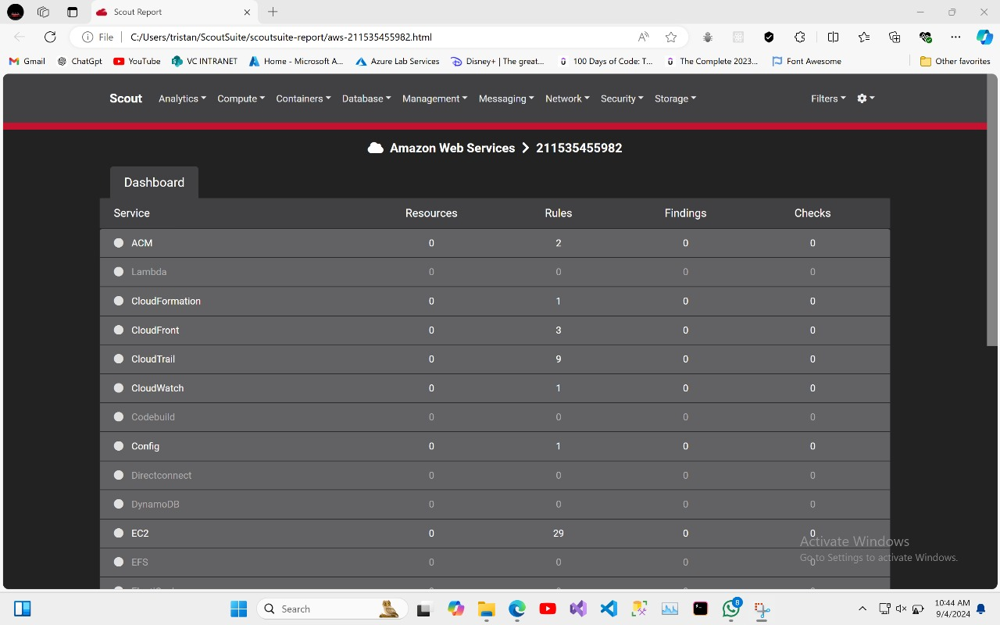 Scout Report
File C:/Users/tristan/ScoutSuite/scoutsuite-report/aws-211535455982.html
Gmail ChatGpt YouTube VC INTRANET Home - Microsoft A... Azure Lab Services Disney+ | The great... 100 Days of Code: T... The Complete 2023... Font Awesome Other favorites
Scout Analytics Compute Containers Database Management Messaging Network Security Storage Filters
Amazon Web Services 211535455982
Dashboard
Service Resources Rules Findings Checks
ACM 0 2 0 0
Lambda 0 0 0 0
CloudFormation 0 1 0 0
CloudFront 0 3 0 0
CloudTrail 0 9 0 0
CloudWatch 0 1 0 0
Codebuild 0 0 0 0
Config 0 1 0 0
Directconnect 0 0 0 0
DynamoDB 0 0 0 0
EC2 0 29 0 0
Activate Windows
Go to Settings to activate Windows.
EFS 0 0 0 0
Search
8
10:44 AM
9/4/2024